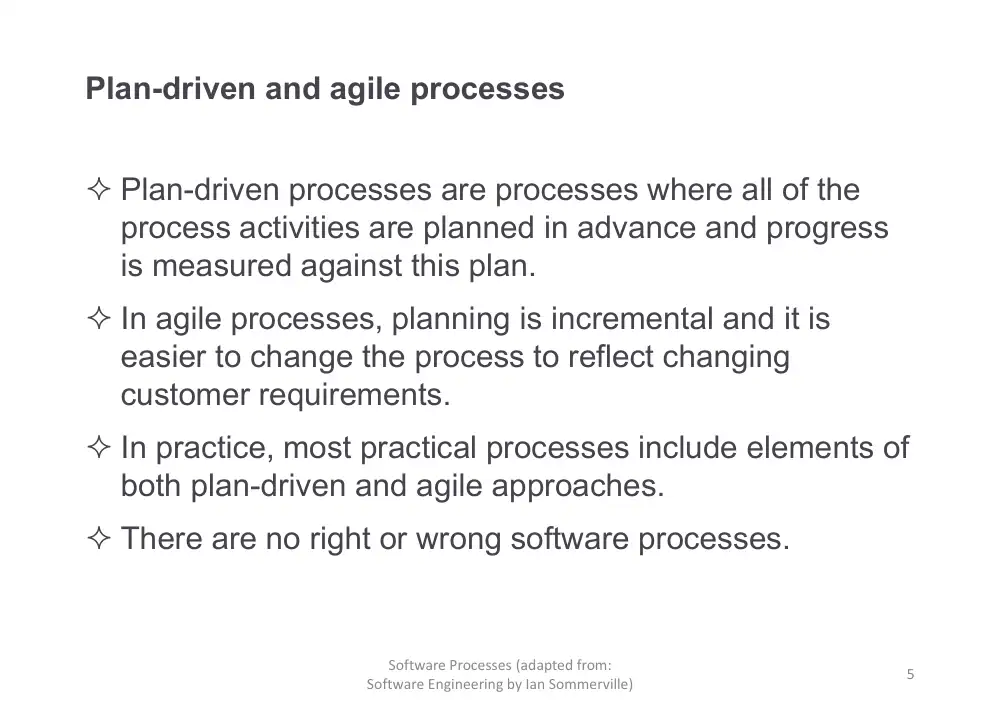 Plan-driven and agile processes
✧ Plan-driven processes are processes where all of the
process activities are planned in advance and progress
is measured against this plan.
✧ In agile processes, planning is incremental and it is
easier to change the process to reflect changing
customer requirements.
✧ In practice, most practical processes include elements of
both plan-driven and agile approaches.
✧ There are no right or wrong software processes.
Software Processes (adapted from:
Software Engineering by Ian Sommerville)
5